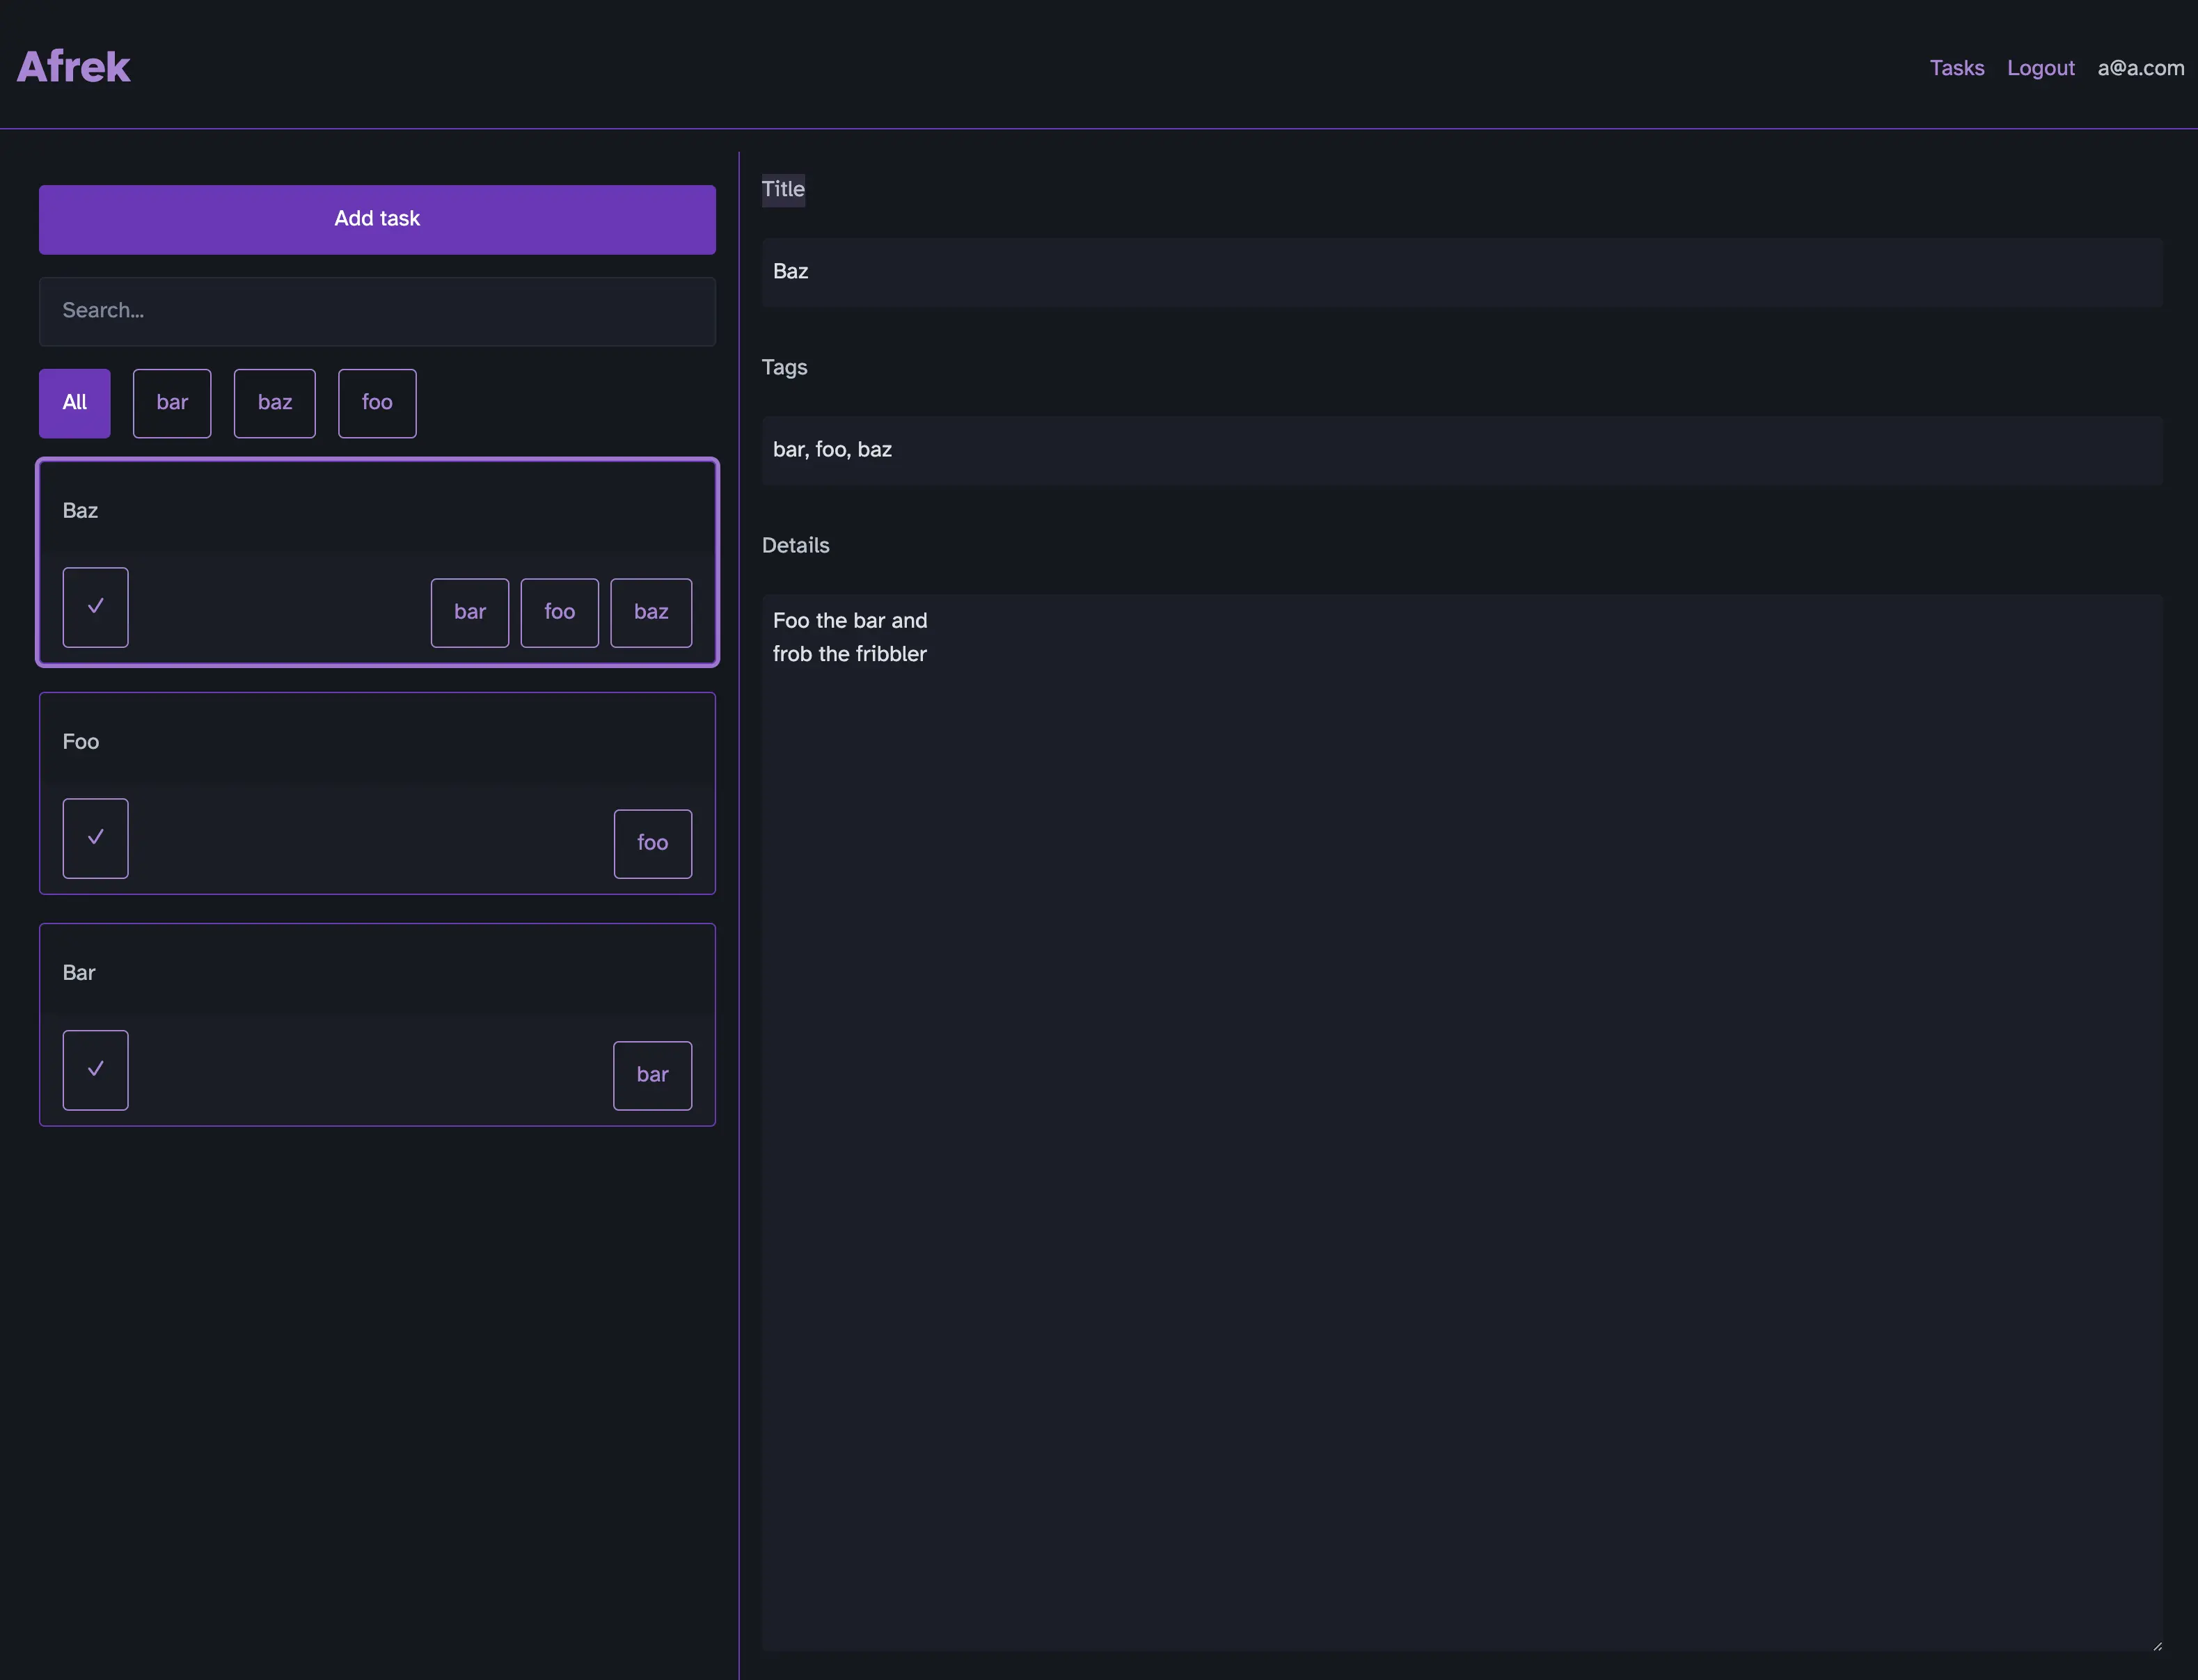 Afrek
Tasks Logout a@a.com
Add task
Search...
All bar baz foo
Baz
✓ bar foo baz
Foo
✓ foo
Bar
✓ bar
Title
Baz
Tags
bar, foo, baz
Details
Foo the bar and
frob the fribbler